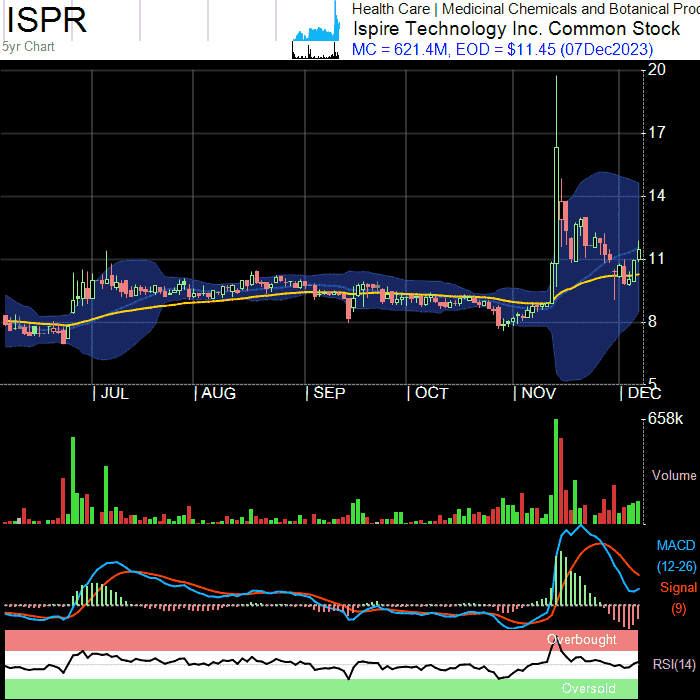 ISPR
5yr Chart
Health Care | Medicinal Chemicals and Botanical Pro
Ispire Technology Inc. Common Stock
MC = 621.4M, EOD = $11.45 (07Dec2023)
20
17
14
11
8
5
JUL AUG SEP OCT NOV DEC
658k
Volume
MACD
(12-26)
Signal
(9)
Overbought
RSI(14)
Oversold